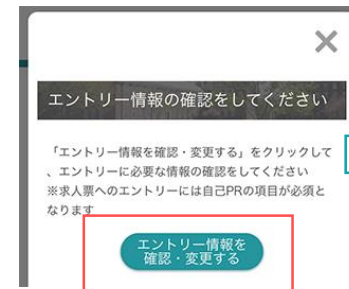 ×
エントリー情報の確認をしてください
「エントリー情報を確認・変更する」をクリックして
、エントリーに必要な情報の確認をしてください
※求人票へのエントリーには自己PRの項目が必須と
なります
エントリー情報を
確認・変更する